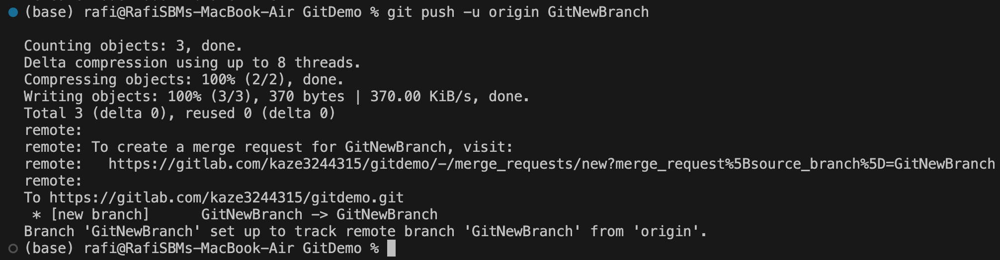 (base) rafi@RafiSBMs-MacBook-Air GitDemo % git push -u origin GitNewBranch
Counting objects: 3, done.
Delta compression using up to 8 threads.
Compressing objects: 100% (2/2), done.
Writing objects: 100% (3/3), 370 bytes | 370.00 KiB/s, done.
Total 3 (delta 0), reused 0 (delta 0)
remote:
remote: To create a merge request for GitNewBranch, visit:
remote:   https://gitlab.com/kaze3244315/gitdemo/-/merge_requests/new?merge_request%5Bsource_branch%5D=GitNewBranch
remote:
To https://gitlab.com/kaze3244315/gitdemo.git
 * [new branch]      GitNewBranch -> GitNewBranch
Branch 'GitNewBranch' set up to track remote branch 'GitNewBranch' from 'origin'.
(base) rafi@RafiSBMs-MacBook-Air GitDemo %